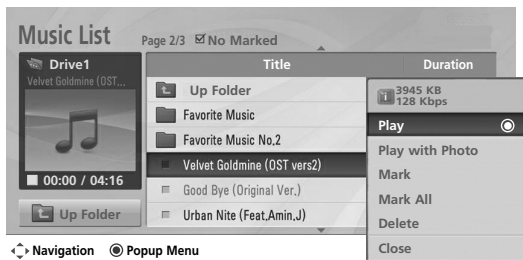 Music List
Page 2/3 No Marked
Drive1
Velvet Goldmine (OST...
00:00 / 04:16
Up Folder
Title
Duration
Up Folder
Favorite Music
Favorite Music No.2
Velvet Goldmine (OST vers2)
Good Bye (Original Ver.)
Urban Nite (Feat.Amin.J)
3945 KB
128 Kbps
Play
Play with Photo
Mark
Mark All
Delete
Close
Navigation
Popup Menu